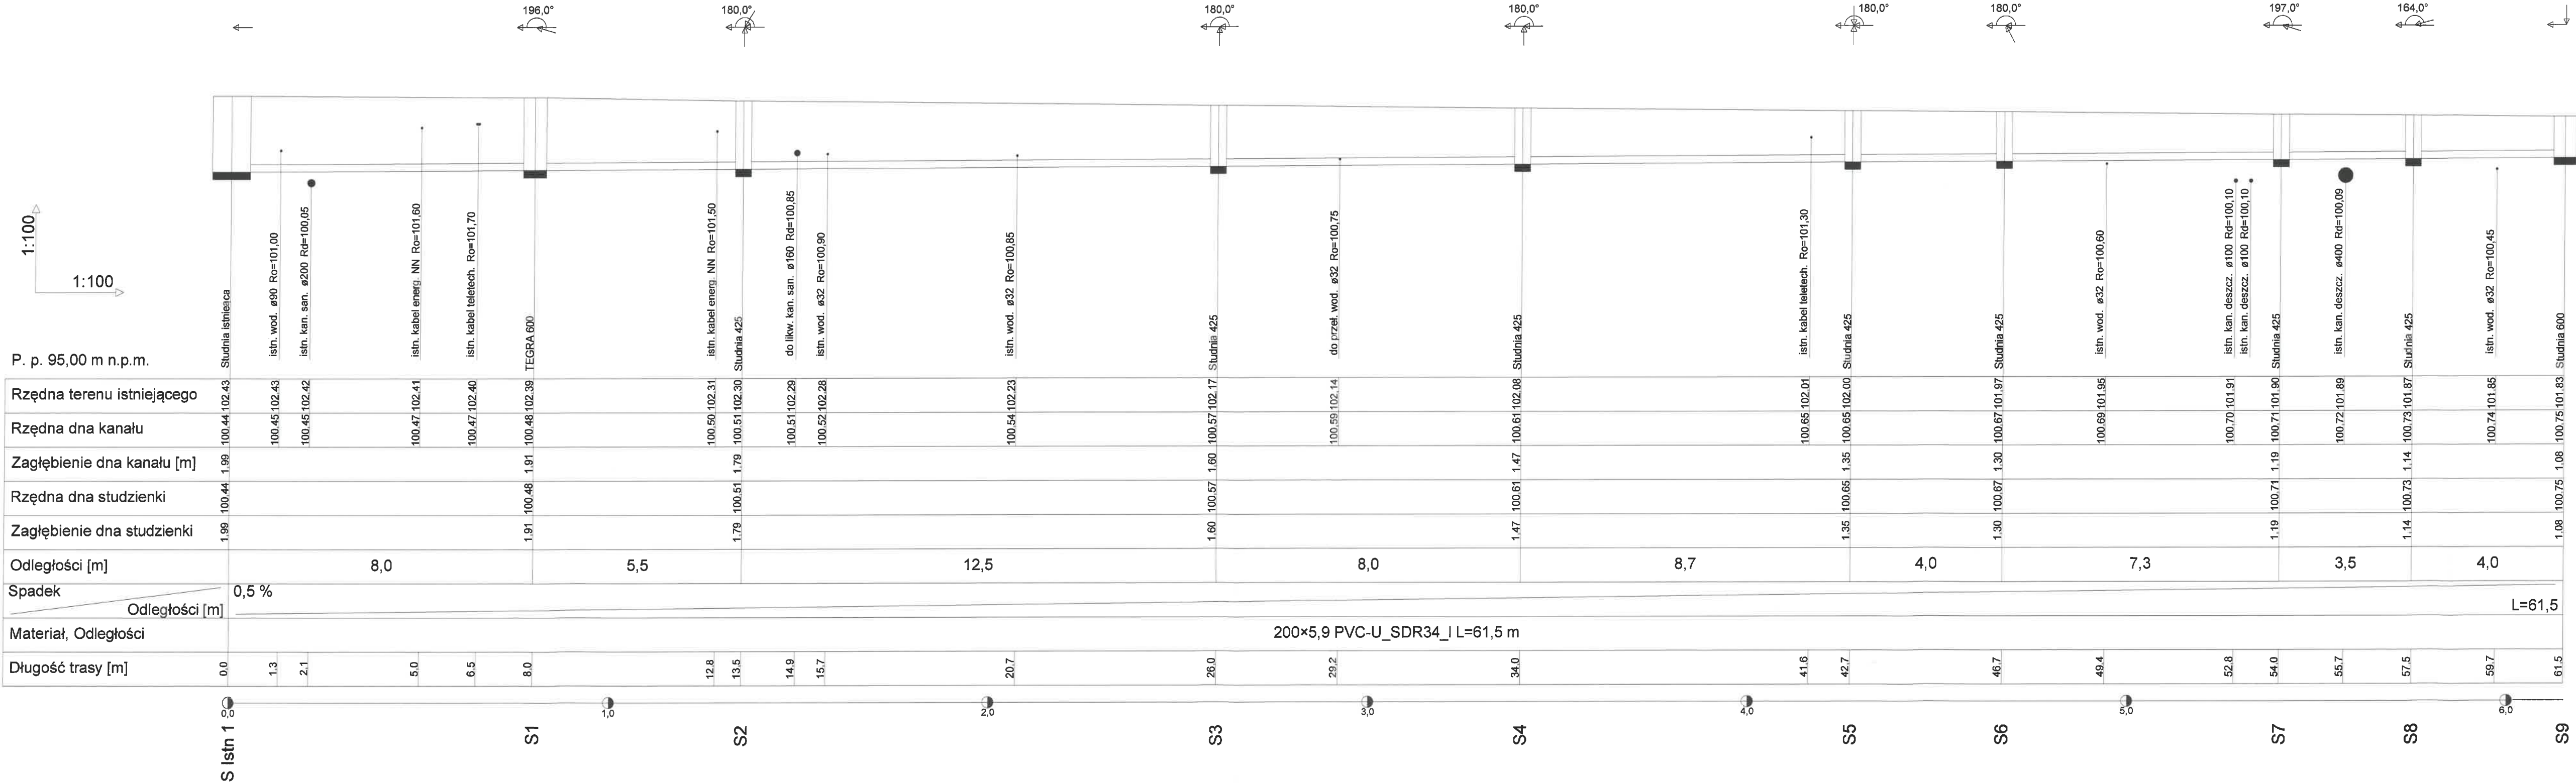 196,0° 180,0° 180,0° 180,0° 180,0° 180,0° 197,0° 164,0°
1:100
1:100
Studnia istniejąca
istn. wod. ø90 Ro=101,00
istn. kan. san. ø200 Rd=100,05
istn. kabel energ. NN Ro=101,60
istn. kabel teletech. Ro=101,70
TEGRA 600
istn. kabel energ. NN Ro=101,50
Studnia 425
do likw. kan. san. ø160 Rd=100,85
istn. wod. ø32 Ro=100,90
istn. wod. ø32 Ro=100,85
Studnia 425
do przeł. wod. ø32 Ro=100,75
Studnia 425
istn. kabel teletech. Ro=101,30
Studnia 425
Studnia 425
istn. wod. ø32 Ro=100,60
istn. kan. deszcz. ø100 Rd=100,10
istn. kan. deszcz. ø100 Rd=100,10
Studnia 425
istn. kan. deszcz. ø400 Rd=100,09
Studnia 425
istn. wod. ø32 Ro=100,45
Studnia 600
P. p. 95,00 m n.p.m.
Rzędna terenu istniejącego 102.43 102.43 102.42 102.41 102.40 102.39 102.31 102.30 102.29 102.28 102.23 102.17 102.14 102.08 102.01 102.00 101.97 101.95 101.91 101.90 101.89 101.87 101.85 101.83
Rzędna dna kanału 100.44 100.45 100.45 100.47 100.47 100.48 100.50 100.51 100.51 100.52 100.54 100.57 100.59 100.61 100.65 100.65 100.67 100.69 100.70 100.71 100.72 100.73 100.74 100.75
Zagłębienie dna kanału [m] 1.99 1.91 1.79 1.60 1.47 1.35 1.30 1.19 1.14 1.08
Rzędna dna studzienki 100.44 100.48 100.51 100.57 100.61 100.65 100.67 100.71 100.73 100.75
Zagłębienie dna studzienki 1.99 1.91 1.79 1.60 1.47 1.35 1.30 1.19 1.14 1.08
Odległości [m] 8,0 5,5 12,5 8,0 8,7 4,0 7,3 3,5 4,0
Spadek 0,5 %
Odległości [m] L=61,5
Materiał, Odległości 200×5,9 PVC-U_SDR34_l L=61,5 m
Długość trasy [m] 0.0 1.3 2.1 5.0 6.5 8.0 12.8 13.5 14.9 15.7 20.7 26.0 29.2 34.0 41.6 42.7 46.7 49.4 52.8 54.0 55.7 57.5 59.7 61.5
0,0 1,0 2,0 3,0 4,0 5,0 6,0
S Istn 1 S1 S2 S3 S4 S5 S6 S7 S8 S9